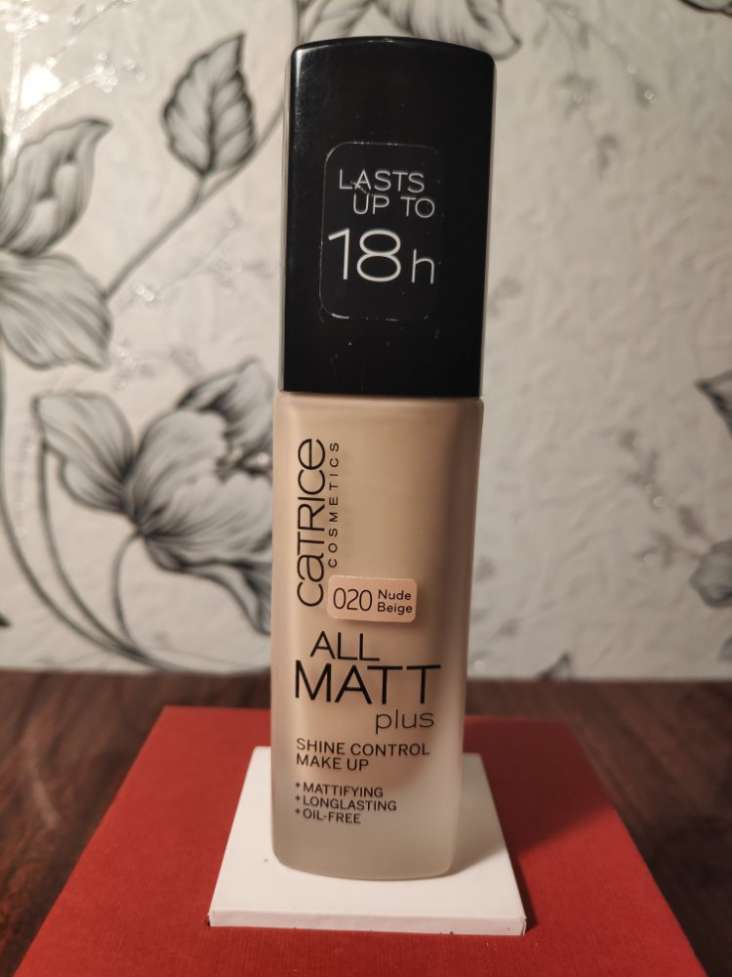 LASTS
UP TO
18h
CATRICE
COSMETICS
020 Nude
Beige
ALL
MATT
plus
SHINE CONTROL
MAKE UP
* MATTIFYING
* LONGLASTING
* OIL-FREE